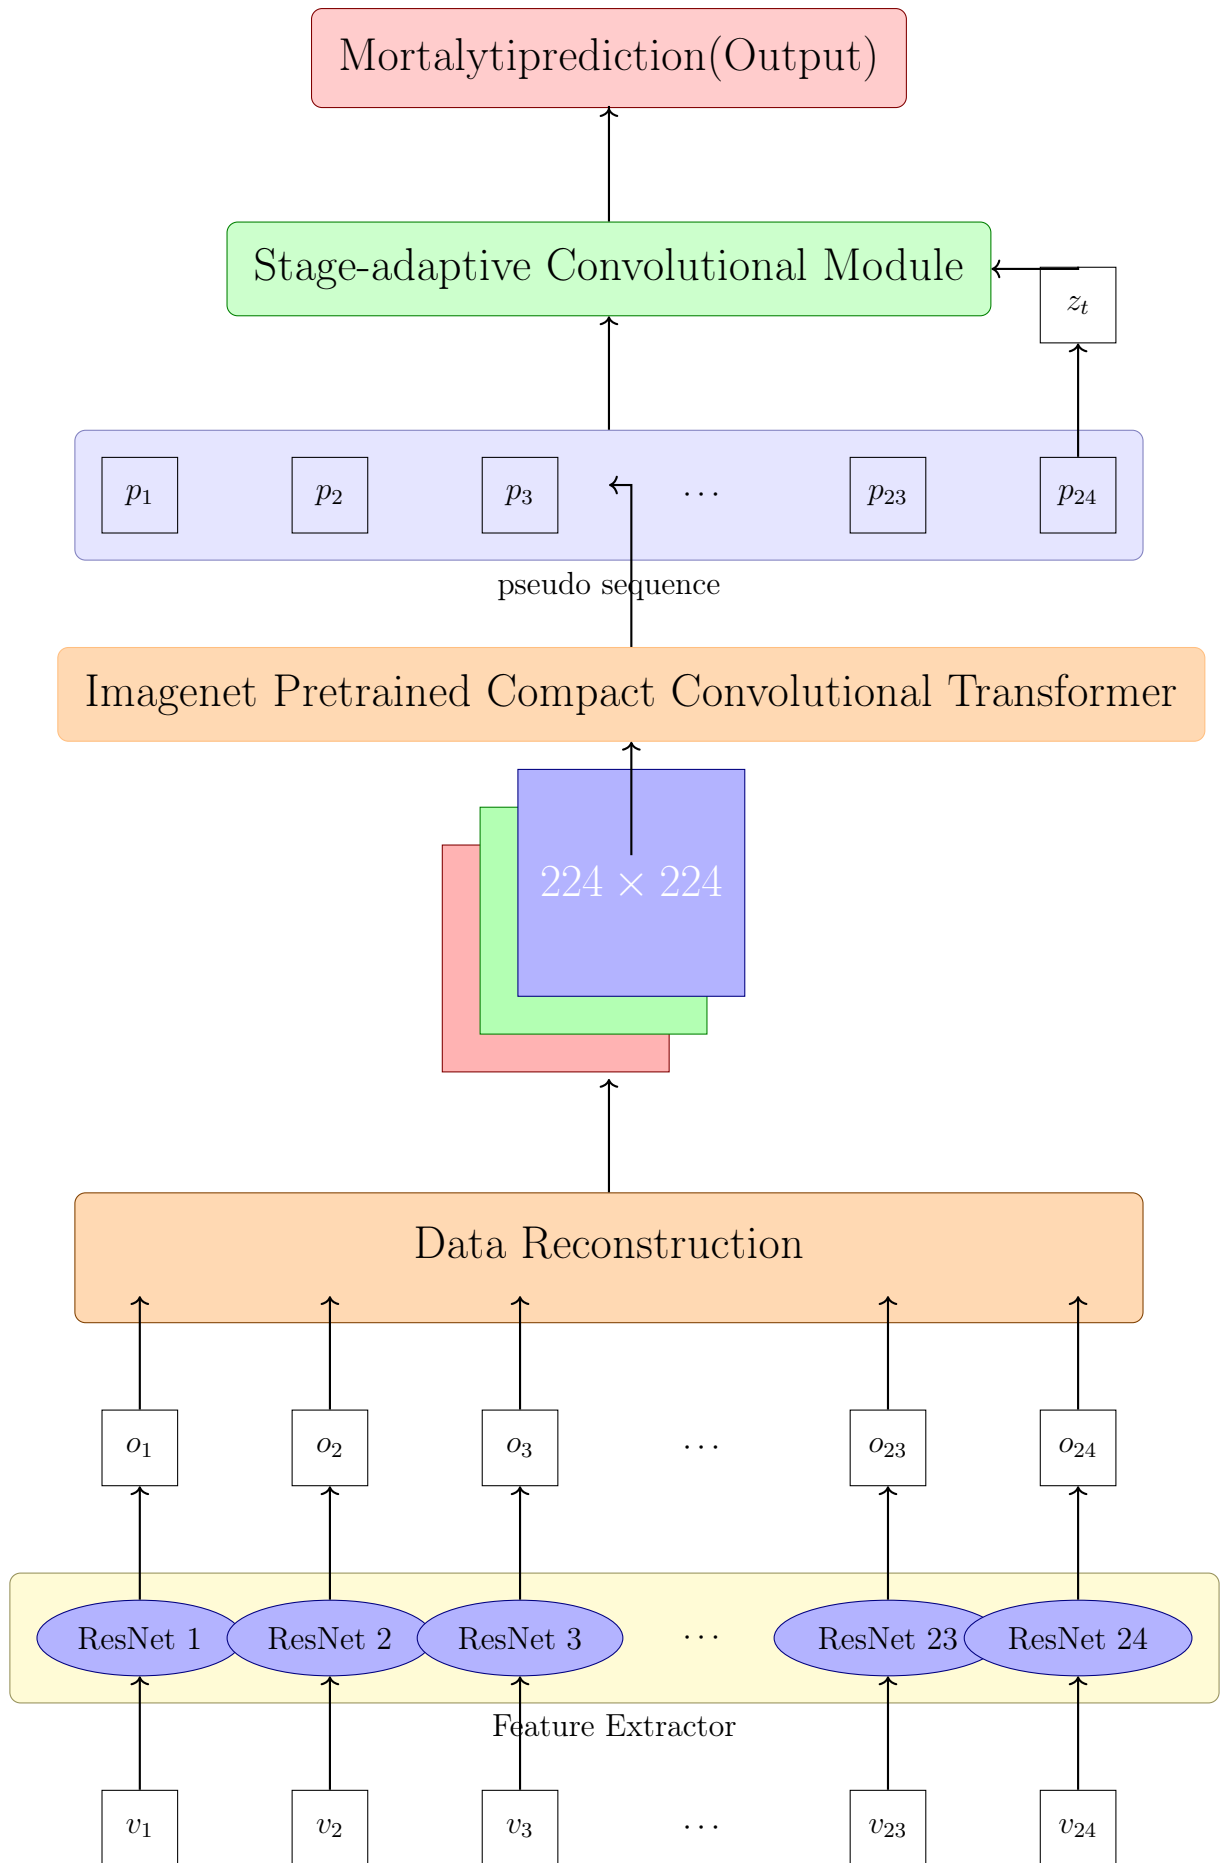 Mortalytiprediction(Output)
Stage-adaptive Convolutional Module
z_t
p_1 p_2 p_3 ... p_23 p_24
pseudo sequence
Imagenet Pretrained Compact Convolutional Transformer
224 × 224
Data Reconstruction
o_1 o_2 o_3 ... o_23 o_24
ResNet 1 ResNet 2 ResNet 3 ... ResNet 23 ResNet 24
Feature Extractor
v_1 v_2 v_3 ... v_23 v_24